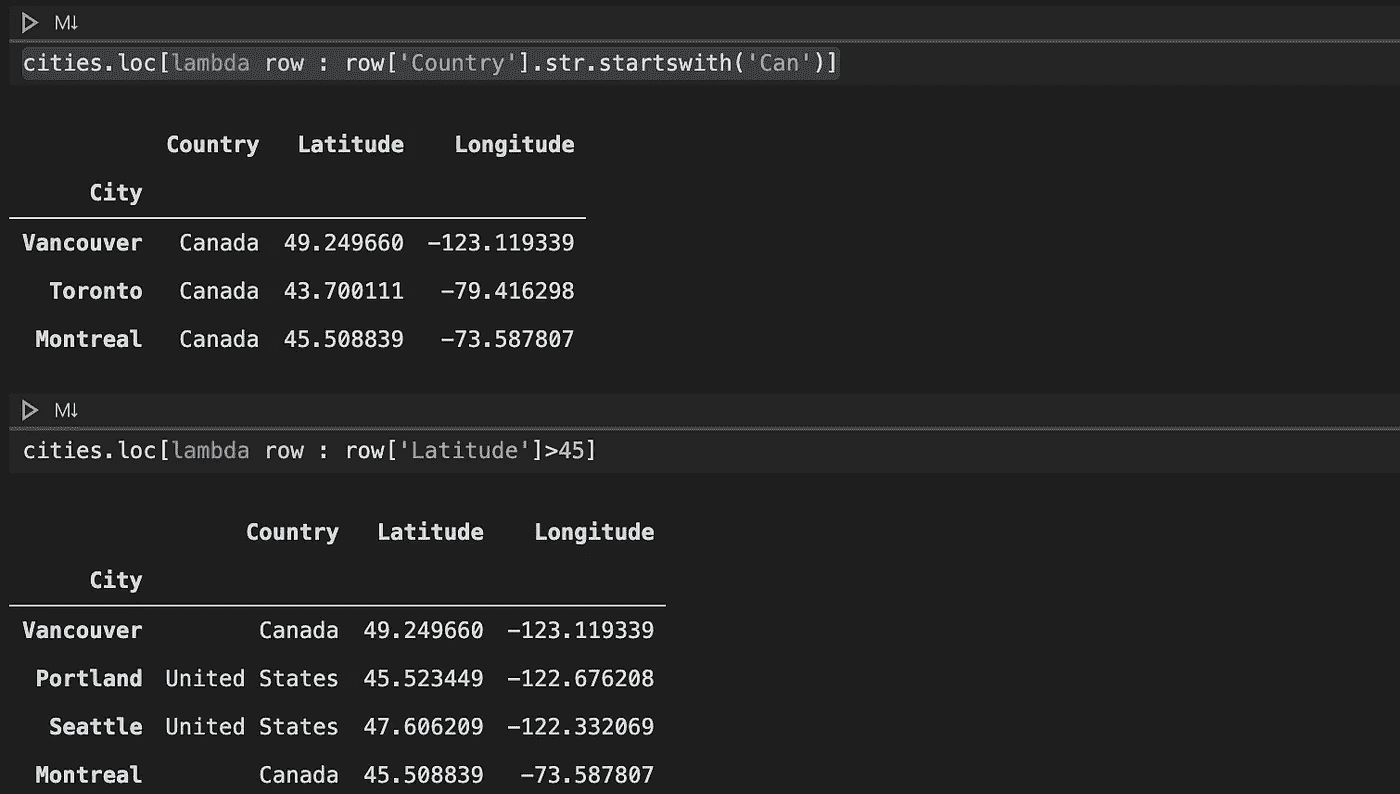 M↓
cities.loc[lambda row : row['Country'].str.startswith('Can')]
Country Latitude Longitude
City
Vancouver Canada 49.249660 −123.119339
Toronto Canada 43.700111 −79.416298
Montreal Canada 45.508839 −73.587807
M↓
cities.loc[lambda row : row['Latitude']>45]
Country Latitude Longitude
City
Vancouver Canada 49.249660 −123.119339
Portland United States 45.523449 −122.676208
Seattle United States 47.606209 −122.332069
Montreal Canada 45.508839 −73.587807